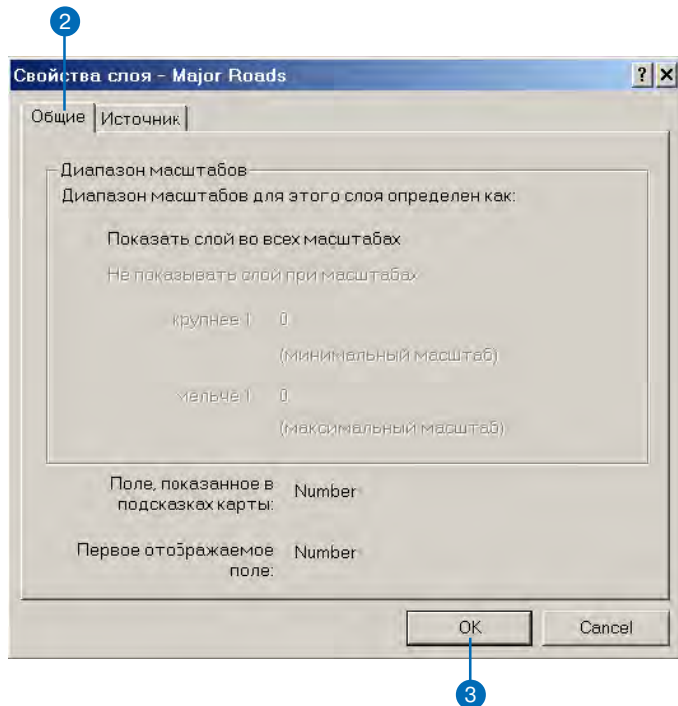 2
Свойства слоя - Major Roads
Общие Источник
Диапазон масштабов
Диапазон масштабов для этого слоя определен как:
Показать слой во всех масштабах
Не показывать слой при масштабах
крупнее 1 0
(минимальный масштаб)
мельче 1 0
(максимальный масштаб)
Поле, показанное в
подсказках карты:
Number
Первое отображаемое
поле:
Number
OK Cancel
3